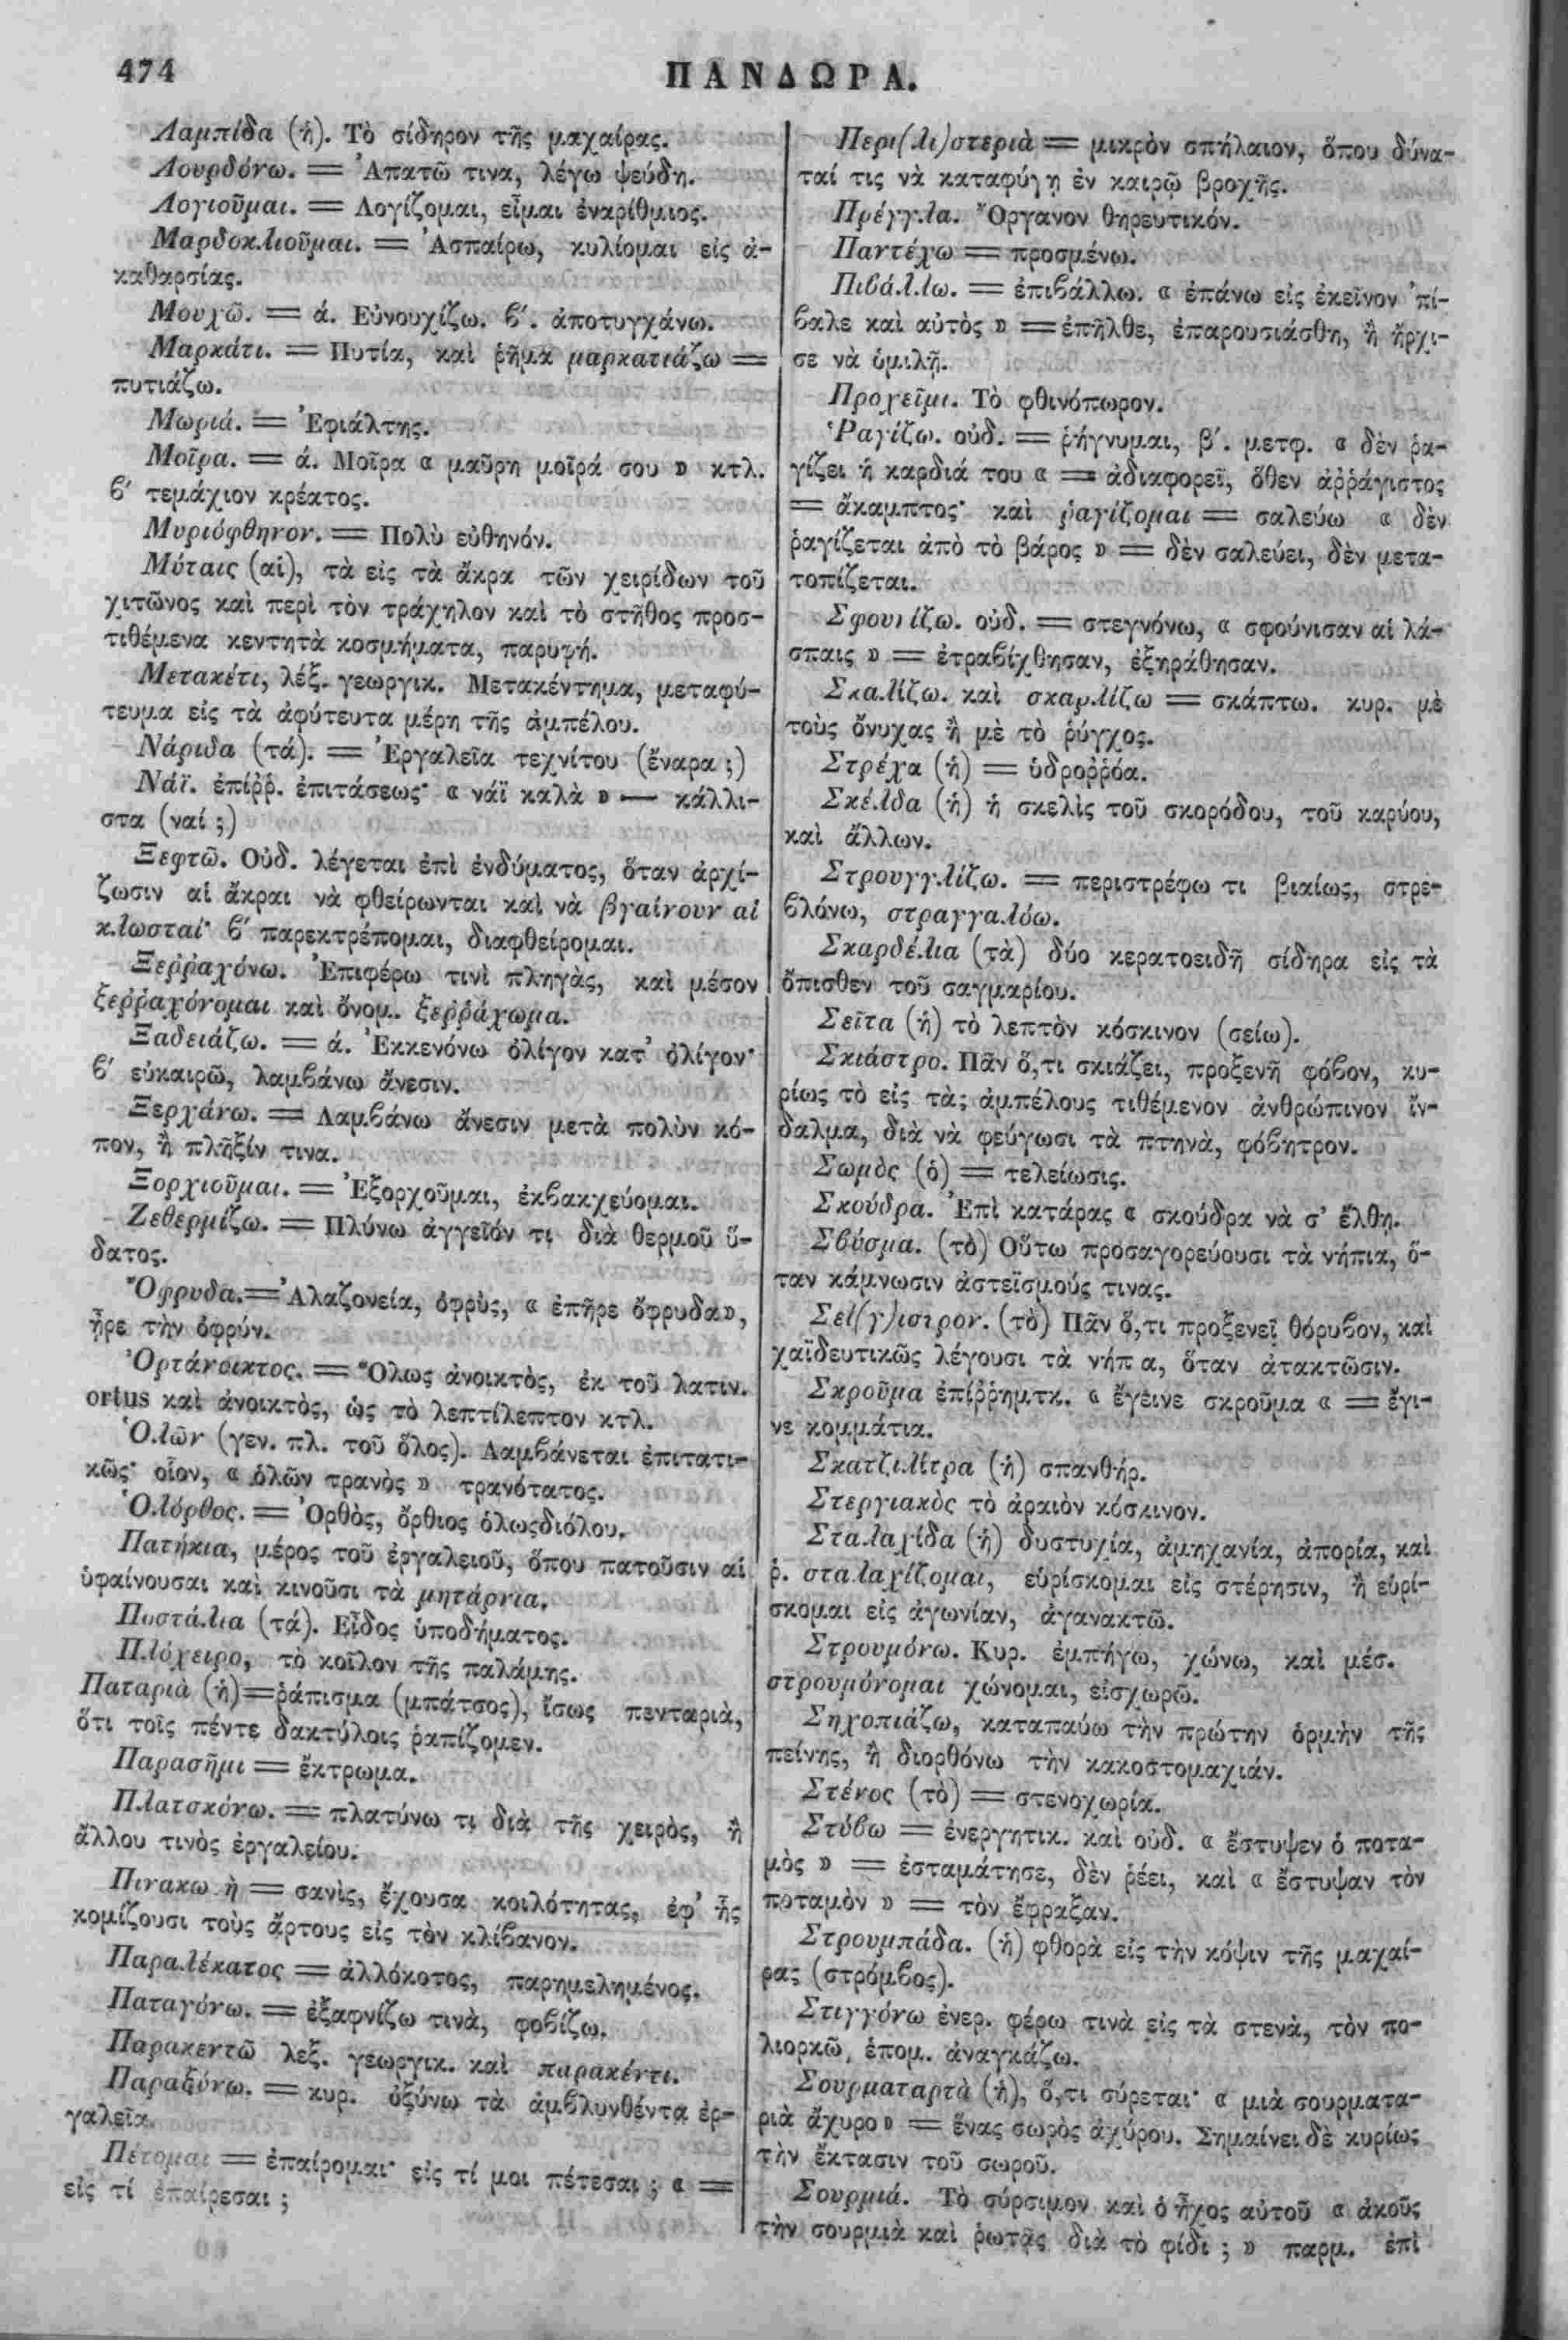 474
ΠΑΝΔΩΡΑ.
Λαμπίδα (ἡ). Τὸ σίδηρον τῆς μαχαίρας.
Λουρδόνω. = Ἀπατῶ τινα, λέγω ψεύδη.
Λογιοῦμαι. = Λογίζομαι, εἶμαι ἐναρίθμιος.
Μαρδοκλιοῦμαι. = Ἀσπαίρω, κυλίομαι εἰς ἀ-
καθαρσίας.
Μουχῶ. = ά. Εὐνουχίζω. β'. ἀποτυγχάνω.
Μαρκάτι. = Πυτία, καὶ ῥῆμα μαρκατιάζω =
πυτιάζω.
Μωριά. = Ἐφιάλτης.
Μοῖρα. = ά. Μοῖρα « μαῦρη μοῖρά σου » κτλ.
β' τεμάχιον κρέατος.
Μυριόφθηνον. = Πολὺ εὐθηνόν.
Μύταις (αἱ), τὰ εἰς τὰ ἄκρα τῶν χειρίδων τοῦ
χιτῶνος καὶ περὶ τὸν τράχηλον καὶ τὸ στῆθος προσ-
τιθέμενα κεντητὰ κοσμήματα, παρυφή.
Μετακέτι, λέξ. γεωργικ. Μετακέντημα, μεταφύ-
τευμα εἰς τὰ ἀφύτευτα μέρη τῆς ἀμπέλου.
Νάριδα (τά). = Ἐργαλεῖα τεχνίτου (ἔναρα ;)
Νάϊ. ἐπίῤῥ. ἐπιτάσεως· « νάϊ καλὰ » — κάλλι-
στα (ναί ;)
Ξεφτῶ. Οὐδ. λέγεται ἐπὶ ἐνδύματος, ὅταν ἀρχί-
ζωσιν αἱ ἄκραι νὰ φθείρωνται καὶ νὰ βγαίνουν αἱ
κλωσταί· β' παρεκτρέπομαι, διαφθείρομαι.
Ξεῤῥαχόνω. Ἐπιφέρω τινὶ πληγὰς, καὶ μέσον
ξεῤῥαχόνομαι καὶ ὄνομ. ξεῤῥάχωμα.
Ξαδειάζω. = ά. Ἐκκενόνω ὀλίγον κατ' ὀλίγον·
β' εὐκαιρῶ, λαμβάνω ἄνεσιν.
Ξερχάνω. = Λαμβάνω ἄνεσιν μετὰ πολὺν κό-
πον, ἢ πλῆξίν τινα.
Ξορχιοῦμαι. = Ἐξορχοῦμαι, ἐκβακχεύομαι.
Ζεθερμίζω. = Πλύνω ἀγγεῖόν τι διὰ θερμοῦ ὕ-
δατος.
Ὄφρυδα.= Ἀλαζονεία, ὀφρὺς, « ἐπῆρε ὄφρυδα»,
ᾖρε τὴν ὀφρύν.
Ὀρτάνοικτος. = Ὅλως ἀνοικτὸς, ἐκ τοῦ λατιν.
ortus καὶ ἀνοικτὸς, ὡς τὸ λεπτίλεπτον κτλ.
Ὁλῶν (γεν. πλ. τοῦ ὅλος). Λαμβάνεται ἐπιτατι-
κῶς· οἷον, « ὁλῶν τρανὸς » τρανότατος.
Ὁλόρθος. = Ὀρθὸς, ὄρθιος ὁλωςδιόλου.
Πατήκια, μέρος τοῦ ἐργαλειοῦ, ὅπου πατοῦσιν αἱ
ὑφαίνουσαι καὶ κινοῦσι τὰ μητάρνια.
Ποστάλια (τά). Εἶδος ὑποδήματος.
Πλόχειρο, τὸ κοῖλον τῆς παλάμης.
Παταριὰ (ἡ)=ῥάπισμα (μπάτσος), ἴσως πενταριὰ,
ὅτι τοῖς πέντε δακτύλοις ῥαπίζομεν.
Παρασῆμι = ἔκτρωμα.
Πλατσκόνω. = πλατύνω τι διὰ τῆς χειρὸς, ἢ
ἄλλου τινὸς ἐργαλείου.
Πινακω ἡ = σανὶς, ἔχουσα κοιλότητας, ἐφ' ἧς
κομίζουσι τοὺς ἄρτους εἰς τὸν κλίβανον.
Παραλέκατος = ἀλλόκοτος, παρημελημένος.
Παταγόνω. = ἐξαφνίζω τινὰ, φοβίζω.
Παρακεντῶ λεξ. γεωργικ. καὶ παρακέντι.
Παραξύνω. = κυρ. ὀξύνω τὰ ἀμβλυνθέντα ἐρ-
γαλεῖα.
Πέτομαι = ἐπαίρομαι· εἰς τί μοι πέτεσαι ; « =
εἰς τί ἐπαίρεσαι ;
Περι(λι)στεριὰ = μικρὸν σπήλαιον, ὅπου δύνα-
ταί τις νὰ καταφύγῃ ἐν καιρῷ βροχῆς.
Πρέγγλα. Ὄργανον θηρευτικόν.
Παντέχω = προσμένω.
Πιβάλλω. = ἐπιβάλλω. « ἐπάνω εἰς ἐκεῖνον 'πί-
βαλε καὶ αὐτὸς » = ἐπῆλθε, ἐπαρουσιάσθη, ἢ ἤρχι-
σε νὰ ὁμιλῇ.
Προχεῖμι. Τὸ φθινόπωρον.
Ῥαγίζω. οὐδ. = ῥήγνυμαι, β'. μετφ. « δὲν ῥα-
γίζει ἡ καρδιά του « = ἀδιαφορεῖ, ὅθεν ἀῤῥάγιστος
= ἄκαμπτος· καὶ ῥαγίζομαι = σαλεύω « δὲν
ῥαγίζεται ἀπὸ τὸ βάρος » = δὲν σαλεύει, δὲν μετα-
τοπίζεται.
Σφουνίζω. οὐδ. = στεγνόνω, « σφούνισαν αἱ λά-
σπαις » = ἐτραβίχθησαν, ἐξηράθησαν.
Σκαλίζω. καὶ σκαρλίζω = σκάπτω. κυρ. μὲ
τοὺς ὄνυχας ἢ μὲ τὸ ῥύγχος.
Στρέχα (ἡ) = ὑδροῤῥόα.
Σκέλδα (ἡ) ἡ σκελὶς τοῦ σκορόδου, τοῦ καρύου,
καὶ ἄλλων.
Στρουγγλίζω. = περιστρέφω τι βιαίως, στρε-
βλόνω, στραγγαλόω.
Σκαρδέλια (τὰ) δύο κερατοειδῆ σίδηρα εἰς τὰ
ὄπισθεν τοῦ σαγμαρίου.
Σεῖτα (ἡ) τὸ λεπτὸν κόσκινον (σείω).
Σκιάστρο. Πᾶν ὅ,τι σκιάζει, προξενῆ φόβον, κυ-
ρίως τὸ εἰς τὰς ἀμπέλους τιθέμενον ἀνθρώπινον ἴν-
δαλμα, διὰ νὰ φεύγωσι τὰ πτηνὰ, φόβητρον.
Σωμὸς (ὁ) = τελείωσις.
Σκούδρα. Ἐπὶ κατάρας « σκούδρα νὰ σ' ἔλθῃ.
Σβύσμα. (τὸ) Οὕτω προσαγορεύουσι τὰ νήπια, ὅ-
ταν κάμνωσιν ἀστεϊσμούς τινας.
Σεί(γ)ιστρον. (τὸ) Πᾶν ὅ,τι προξενεῖ θόρυβον, καὶ
χαϊδευτικῶς λέγουσι τὰ νήπ α, ὅταν ἀτακτῶσιν.
Σκροῦμα ἐπίῤῥημτκ. « ἔγεινε σκροῦμα « = ἔγι-
νε κομμάτια.
Σκατζιλίτρα (ἡ) σπανθήρ.
Στεργιακὸς τὸ ἀραιὸν κόσκινον.
Σταλαχίδα (ἡ) δυστυχία, ἀμηχανία, ἀπορία, καὶ
ῥ. σταλαχίζομαι, εὑρίσκομαι εἰς στέρησιν, ἢ εὑρί-
σκομαι εἰς ἀγωνίαν, ἀγανακτῶ.
Στρουμόνω. Κυρ. ἐμπήγω, χώνω, καὶ μέσ.
στρουμόνομαι χώνομαι, εἰσχωρῶ.
Σηχοπιάζω, καταπαύω τὴν πρώτην ὁρμὴν τῆς
πείνης, ἢ διορθόνω τὴν κακοστομαχιάν.
Στένος (τὸ) = στενοχωρία.
Στύβω = ἐνεργητικ. καὶ οὐδ. « ἔστυψεν ὁ ποτα-
μὸς » = ἐσταμάτησε, δὲν ῥέει, καὶ « ἔστυψαν τὸν
ποταμὸν » = τὸν ἔφραξαν.
Στρουμπάδα. (ἡ) φθορὰ εἰς τὴν κόψιν τῆς μαχαί-
ρας (στρόμβος).
Στιγγόνω ἐνερ. φέρω τινὰ εἰς τὰ στενὰ, τὸν πο-
λιορκῶ, ἑπομ. ἀναγκάζω.
Σουρματαρτὰ (ἡ), ὅ,τι σύρεται· « μιὰ σουρματα-
ριὰ ἄχυρο » = ἕνας σωρὸς ἀχύρου. Σημαίνει δὲ κυρίως
τὴν ἔκτασιν τοῦ σωροῦ.
Σουρμιά. Τὸ σύρσιμον καὶ ὁ ἦχος αὐτοῦ « ἀκοῦς
τὴν σουρμιὰ καὶ ῥωτᾷς διὰ τὸ φίδι ; » παρμ. ἐπὶ